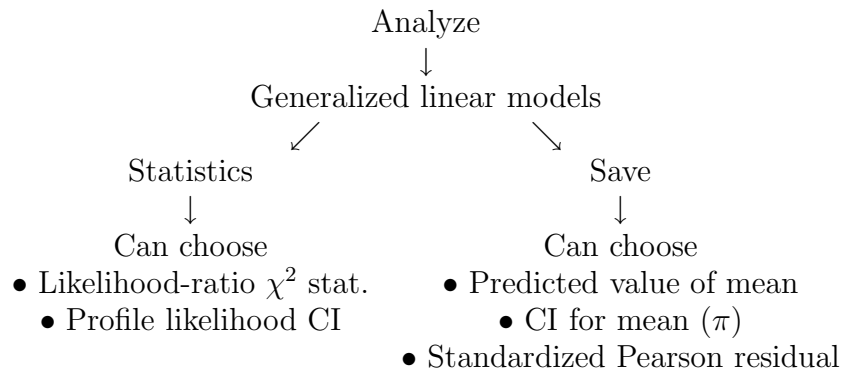 Analyze
↓
Generalized linear models
↙ ↘
Statistics Save
↓ ↓
Can choose Can choose
• Likelihood-ratio χ² stat. • Predicted value of mean
• Profile likelihood CI • CI for mean (π)
• Standardized Pearson residual